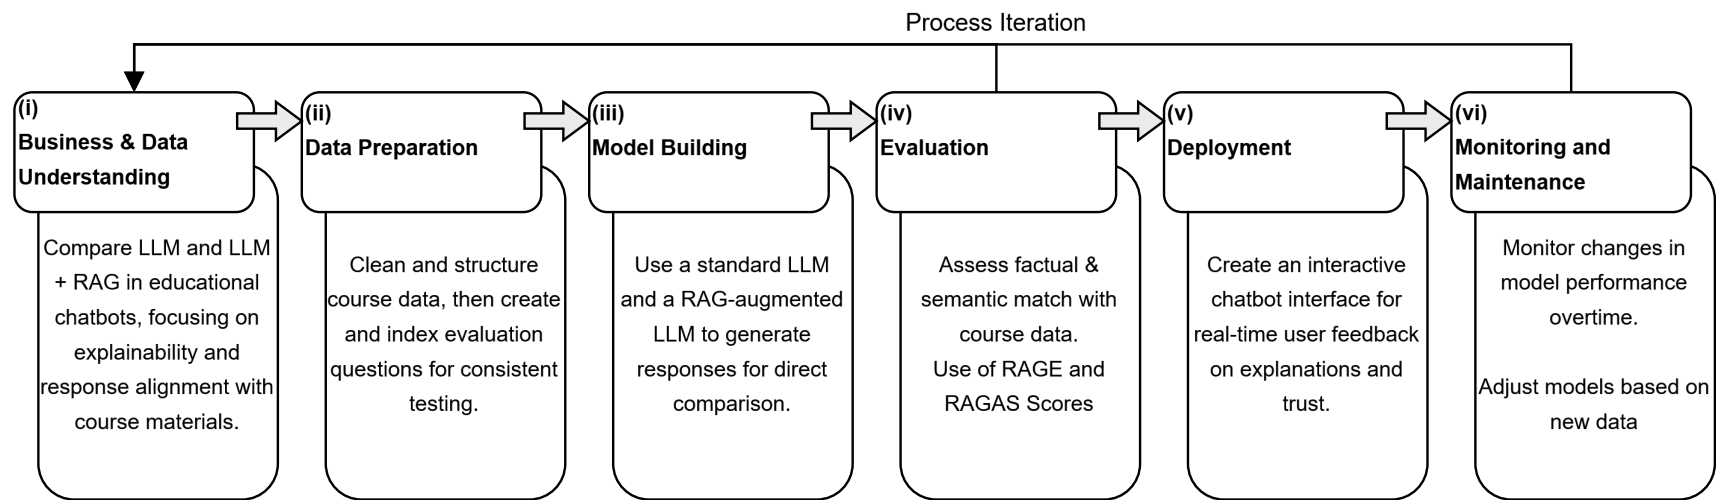 Process Iteration
(i)
Business & Data
Understanding
Compare LLM and LLM
+ RAG in educational
chatbots, focusing on
explainability and
response alignment with
course materials.
(ii)
Data Preparation
Clean and structure
course data, then create
and index evaluation
questions for consistent
testing.
(iii)
Model Building
Use a standard LLM
and a RAG-augmented
LLM to generate
responses for direct
comparison.
(iv)
Evaluation
Assess factual &
semantic match with
course data.
Use of RAGE and
RAGAS Scores
(v)
Deployment
Create an interactive
chatbot interface for
real-time user feedback
on explanations and
trust.
(vi)
Monitoring and
Maintenance
Monitor changes in
model performance
overtime.
Adjust models based on
new data